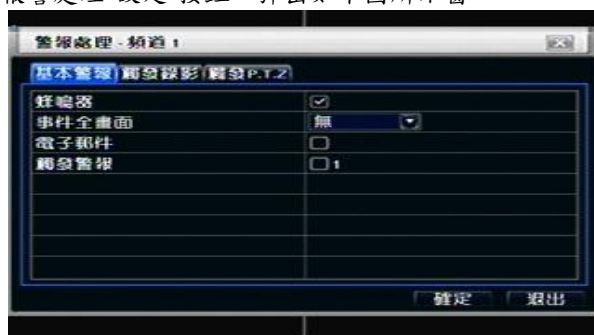 警報處理 - 頻道 1
基本警報 觸發錄影 觸發P.T.Z
蜂鳴器
事件全畫面 無
電子郵件
觸發警報 1
確定 退出